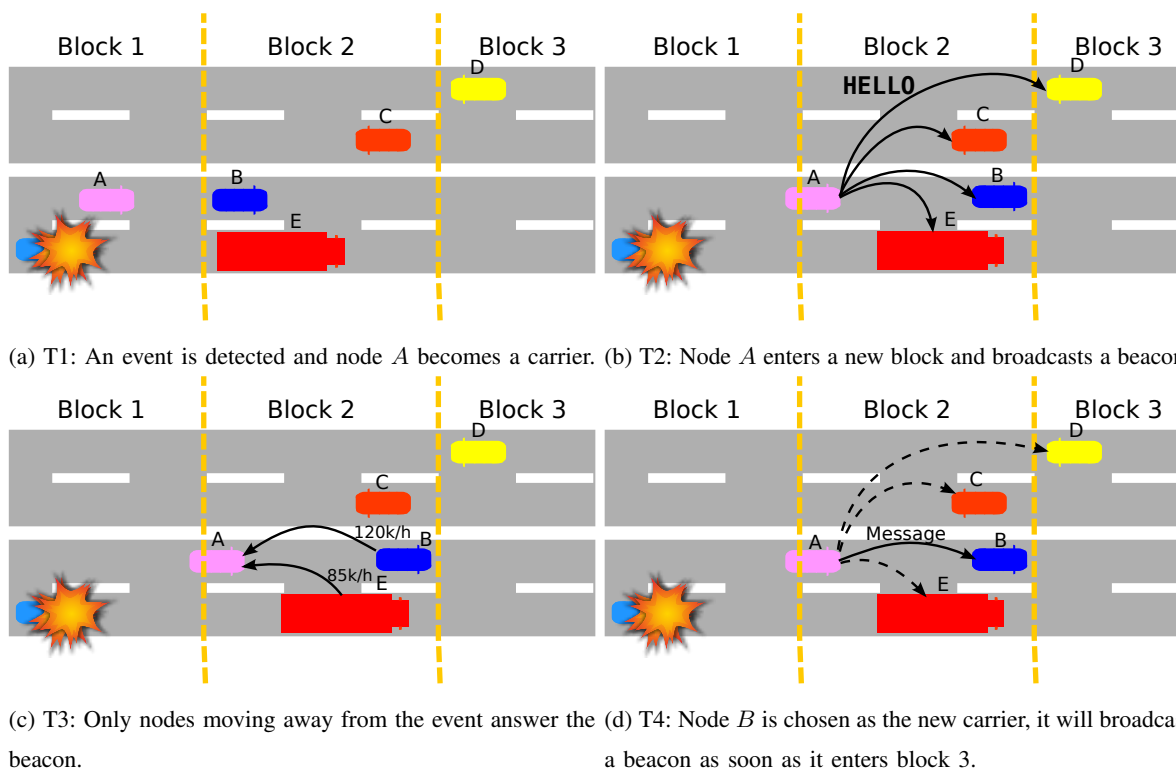 Block 1 Block 2 Block 3
D
C
A B
E
(a) T1: An event is detected and node A becomes a carrier.
Block 1 Block 2 Block 3
D
HELLO
C
A B
E
(b) T2: Node A enters a new block and broadcasts a beacon
Block 1 Block 2 Block 3
D
C
A 120k/h B
85k/h E
(c) T3: Only nodes moving away from the event answer the
beacon.
Block 1 Block 2 Block 3
D
C
A Message B
E
(d) T4: Node B is chosen as the new carrier, it will broadca
a beacon as soon as it enters block 3.